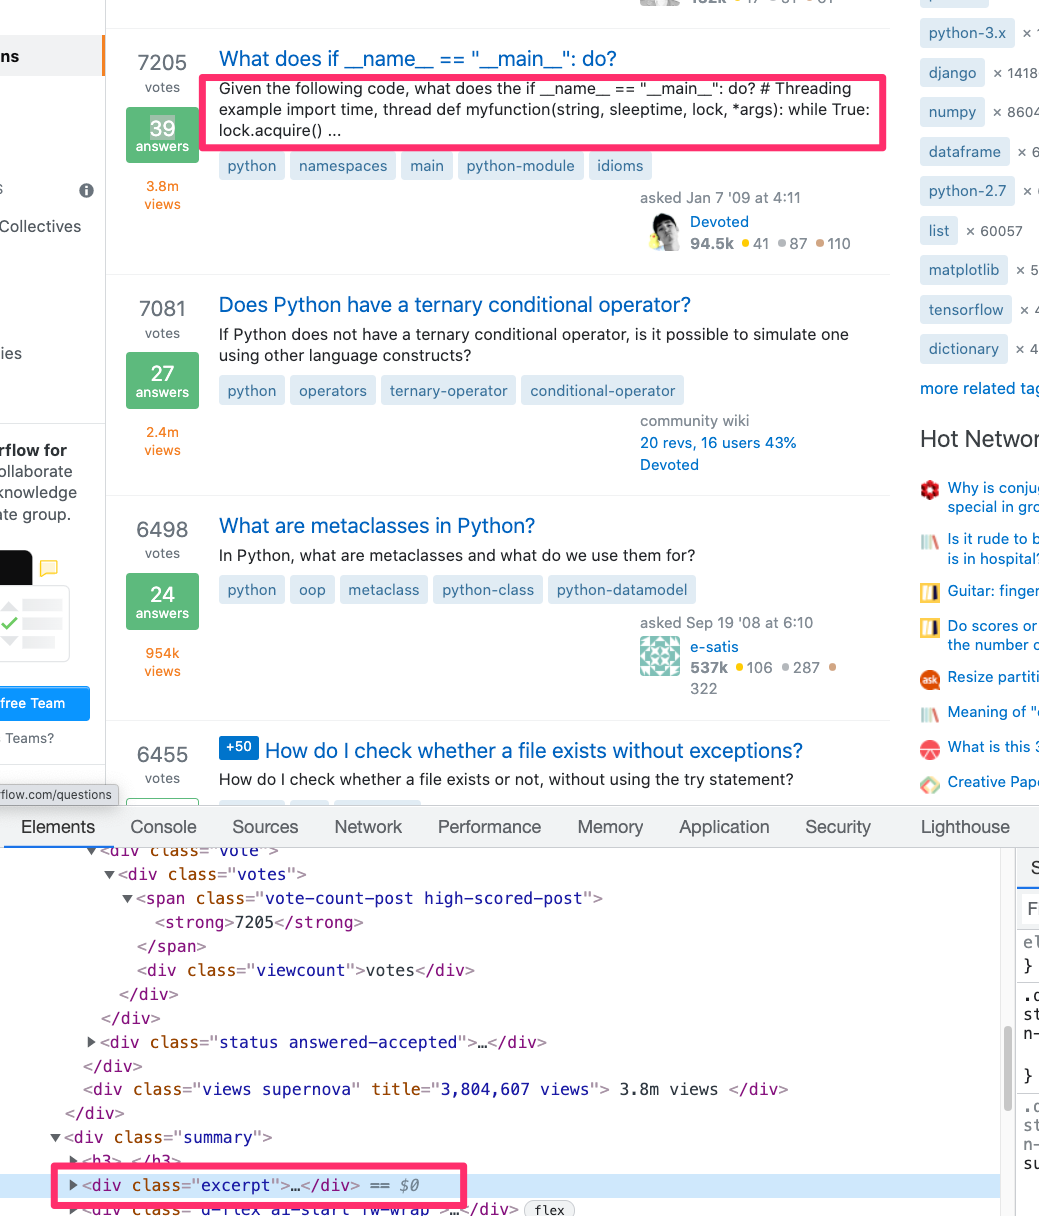 ns
s
Collectives
ies
rflow for
ollaborate
knowledge
ate group.
free Team
Teams?
flow.com/questions
7205
votes
39
answers
3.8m
views
What does if __name__ == "__main__": do?
Given the following code, what does the if __name__ == "__main__": do? # Threading
example import time, thread def myfunction(string, sleeptime, lock, *args): while True:
lock.acquire() ...
python namespaces main python-module idioms
asked Jan 7 '09 at 4:11
Devoted
94.5k 41 87 110
7081
votes
27
answers
2.4m
views
Does Python have a ternary conditional operator?
If Python does not have a ternary conditional operator, is it possible to simulate one
using other language constructs?
python operators ternary-operator conditional-operator
community wiki
20 revs, 16 users 43%
Devoted
6498
votes
24
answers
954k
views
What are metaclasses in Python?
In Python, what are metaclasses and what do we use them for?
python oop metaclass python-class python-datamodel
asked Sep 19 '08 at 6:10
e-satis
537k 106 287
322
6455
votes
+50 How do I check whether a file exists without exceptions?
How do I check whether a file exists or not, without using the try statement?
python-3.x × 1
django × 1418
numpy × 8604
dataframe × 6
python-2.7 ×
list × 60057
matplotlib × 5
tensorflow × 4
dictionary × 4
more related tag
Hot Networ
Why is conju
special in gro
Is it rude to b
is in hospital?
Guitar: finger
Do scores or
the number o
ask
Resize partiti
Meaning of "
What is this 3
Creative Pape
Elements Console Sources Network Performance Memory Application Security Lighthouse
<div class="vote">
<div class="votes">
<span class="vote-count-post high-scored-post">
<strong>7205</strong>
</span>
<div class="viewcount">votes</div>
</div>
</div>
<div class="status answered-accepted">…</div>
</div>
<div class="views supernova" title="3,804,607 views"> 3.8m views </div>
</div>
<div class="summary">
<h3>…</h3>
<div class="excerpt">…</div> == $0
<div class="d-flex ai-start fw-wrap">…</div> flex
S
F
el
}
.d
st
n-
}
.d
st
n-
su